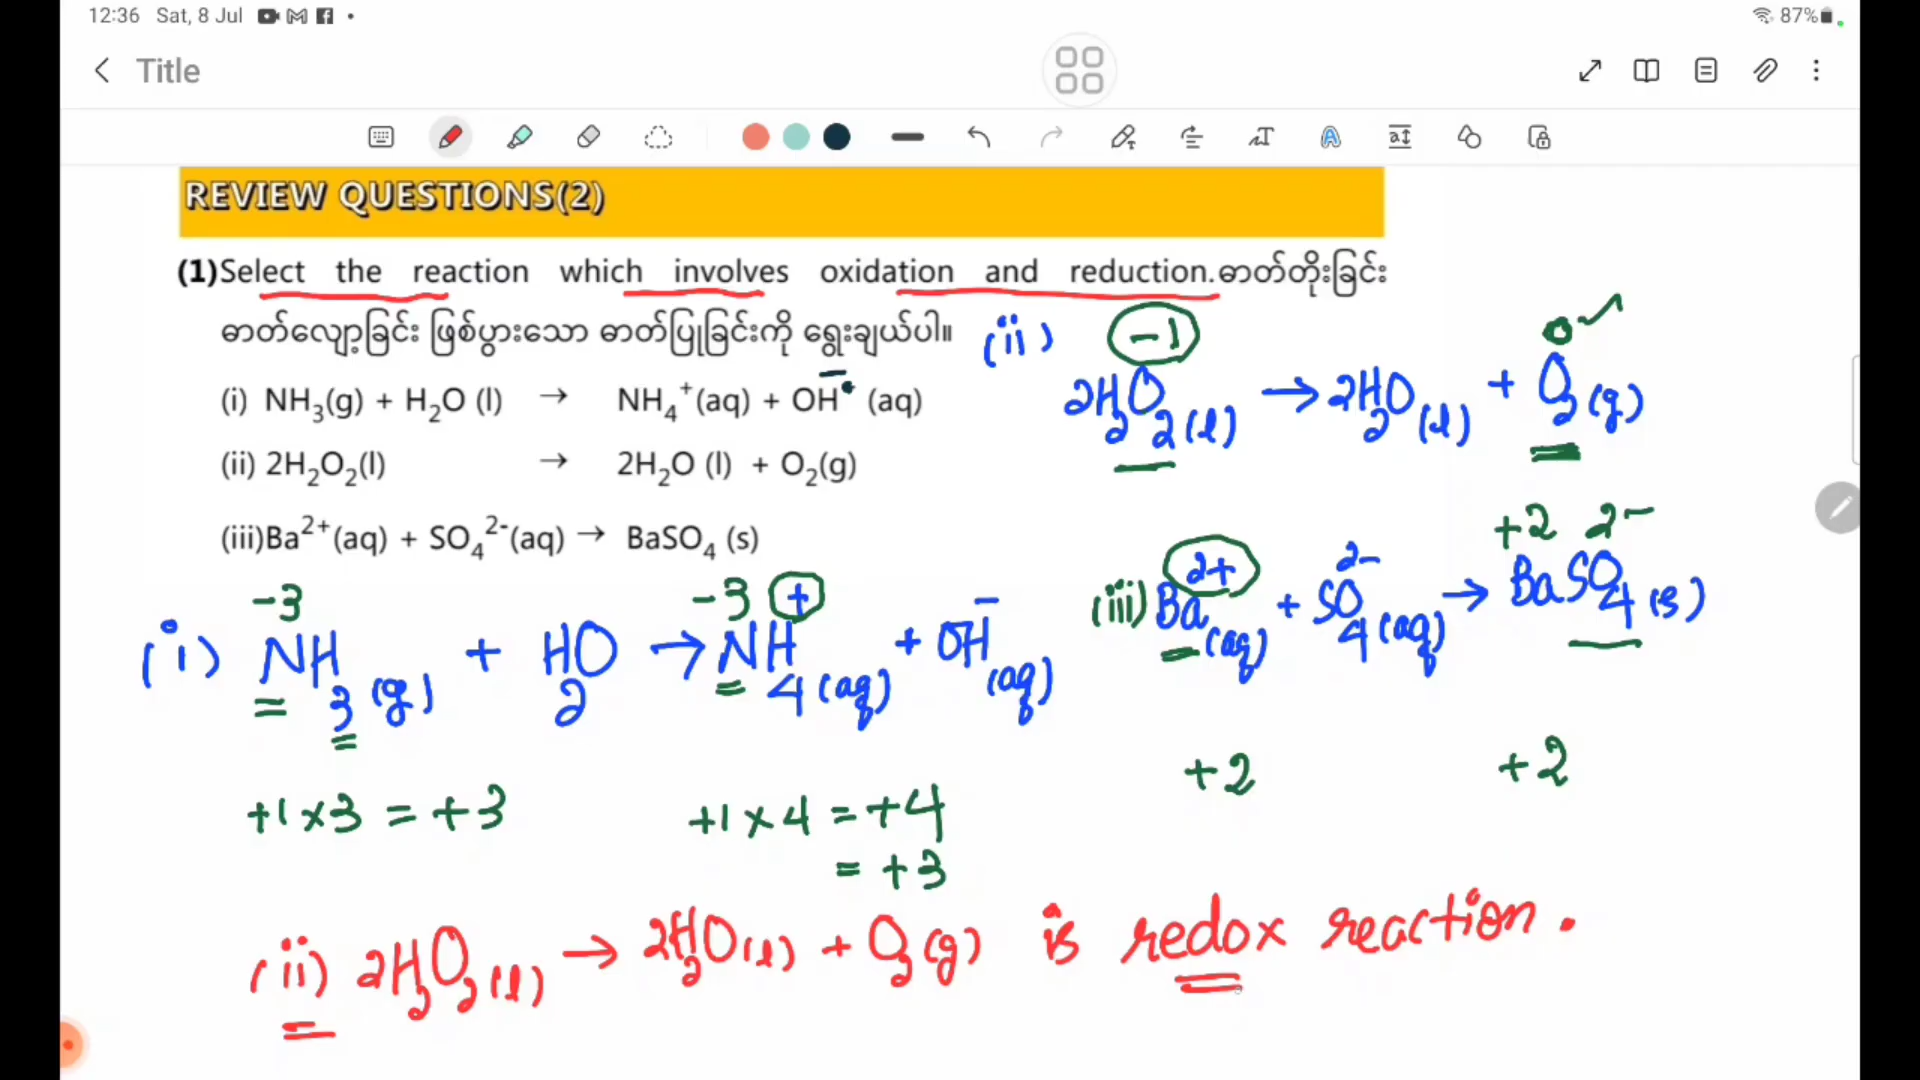 12:36 Sat, 8 Jul
87%
Title
REVIEW QUESTIONS(2)
(1)Select the reaction which involves oxidation and reduction.ဓာတ်တိုးခြင်း
ဓာတ်လျော့ခြင်း ဖြစ်ပွားသော ဓာတ်ပြုခြင်းကို ရွေးချယ်ပါ။
(i) NH₃(g) + H₂O (l) → NH₄⁺(aq) + OH⁻ (aq)
(ii) 2H₂O₂(l) → 2H₂O (l) + O₂(g)
(iii)Ba²⁺(aq) + SO₄²⁻(aq) → BaSO₄ (s)
(ii) -1 0
2H₂O₂(l) → 2H₂O(l) + O₂(g)
+2 2-
(iii) Ba²⁺(aq) + SO₄²⁻(aq) → BaSO₄(s)
+2 +2
-3 -3
(i) NH₃(g) + H₂O → NH₄⁺(aq) + OH⁻(aq)
+1 x 3 = +3 +1 x 4 = +4
= +3
(ii) 2H₂O₂(l) → 2H₂O(l) + O₂(g) is redox reaction.